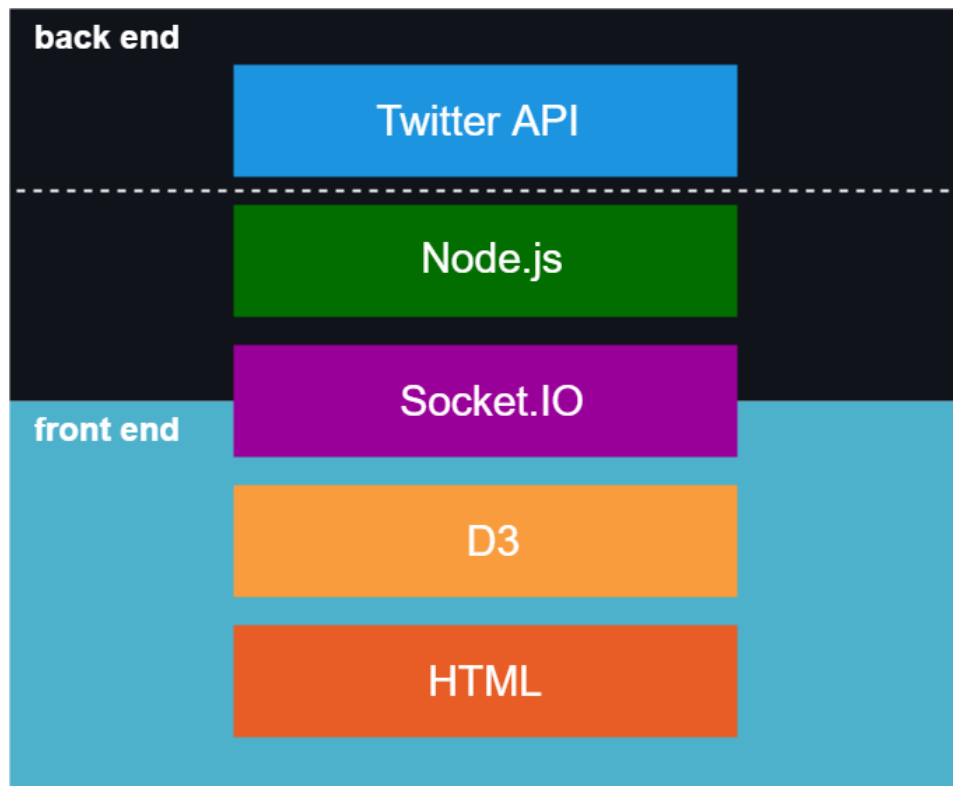 back end
Twitter API
Node.js
Socket.IO
front end
D3
HTML